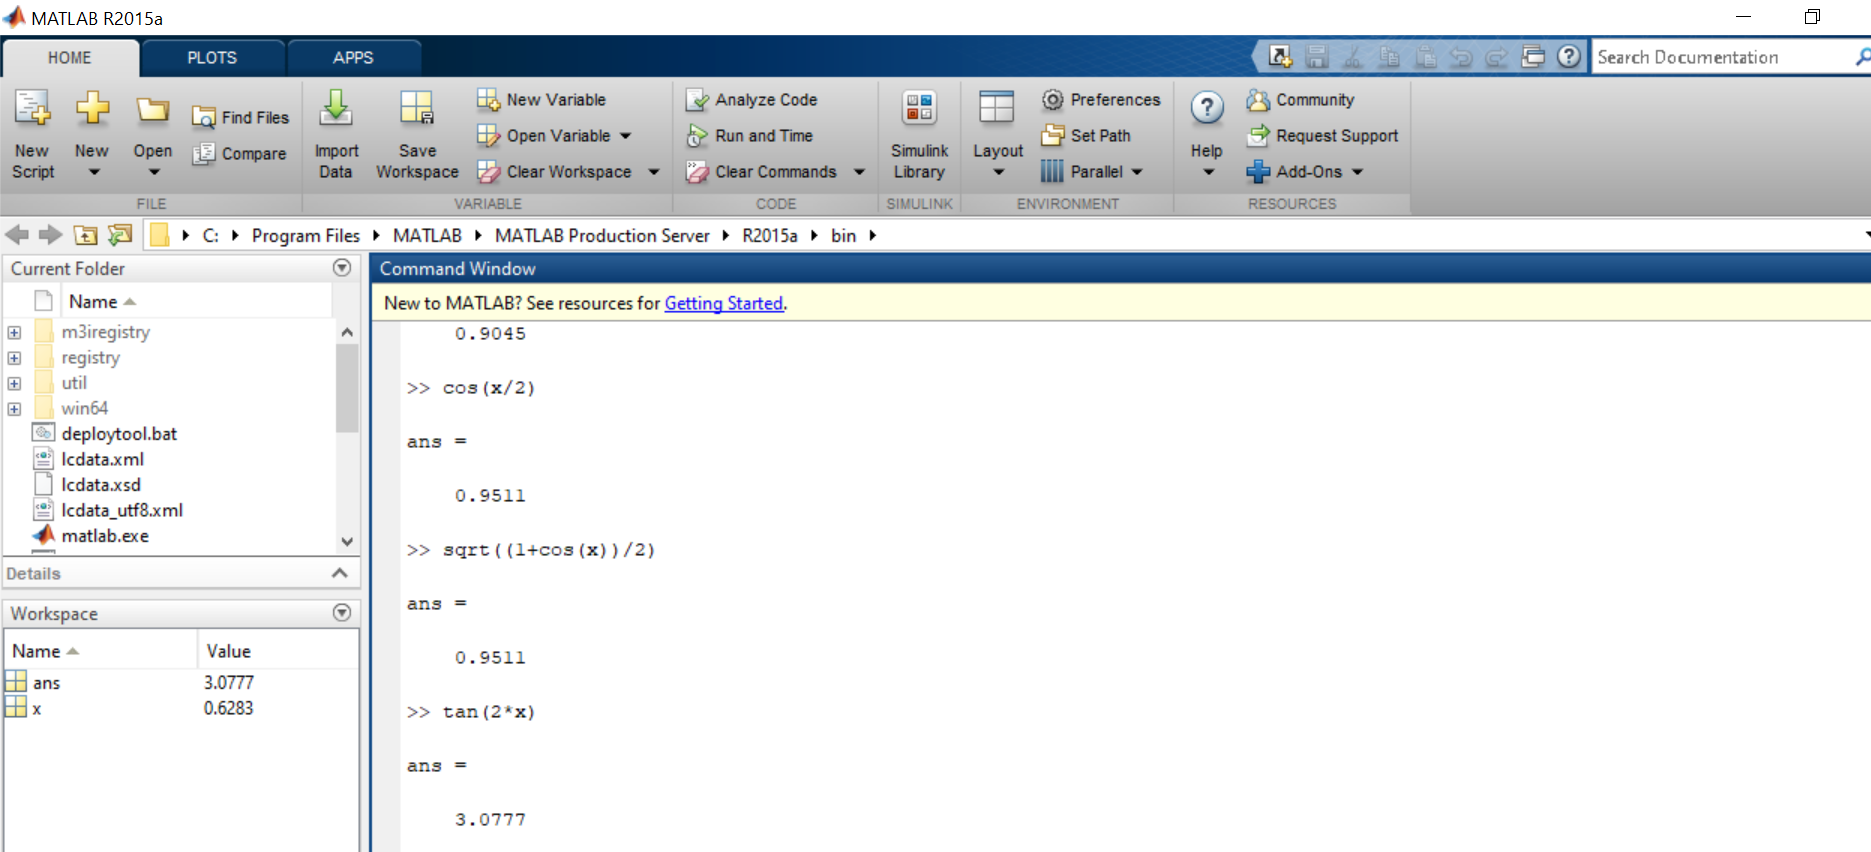 MATLAB R2015a
HOME PLOTS APPS
Search Documentation
New Script
New
Open
Find Files
Compare
FILE
Import Data
Save Workspace
New Variable
Open Variable
Clear Workspace
VARIABLE
Analyze Code
Run and Time
Clear Commands
CODE
Simulink Library
SIMULINK
Layout
Preferences
Set Path
Parallel
ENVIRONMENT
? Help
Community
Request Support
Add-Ons
RESOURCES
C: Program Files MATLAB MATLAB Production Server R2015a bin
Current Folder
Name
m3iregistry
registry
util
win64
deploytool.bat
lcdata.xml
lcdata.xsd
lcdata_utf8.xml
matlab.exe
Details
Workspace
Name Value
ans 3.0777
x 0.6283
Command Window
New to MATLAB? See resources for Getting Started.
0.9045
>> cos(x/2)
ans =
0.9511
>> sqrt((1+cos(x))/2)
ans =
0.9511
>> tan(2*x)
ans =
3.0777